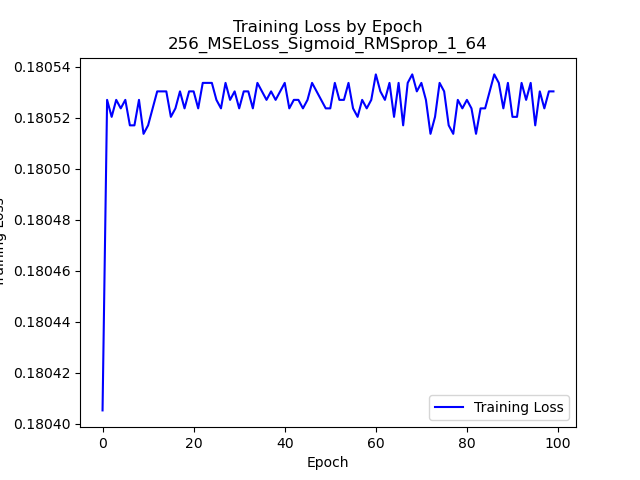 Training Loss by Epoch
256_MSELoss_Sigmoid_RMSprop_1_64
0.18054
0.18052
0.18050
0.18048
0.18046
0.18044
0.18042
0.18040
Training Loss
0 20 40 60 80 100
Epoch
Training Loss